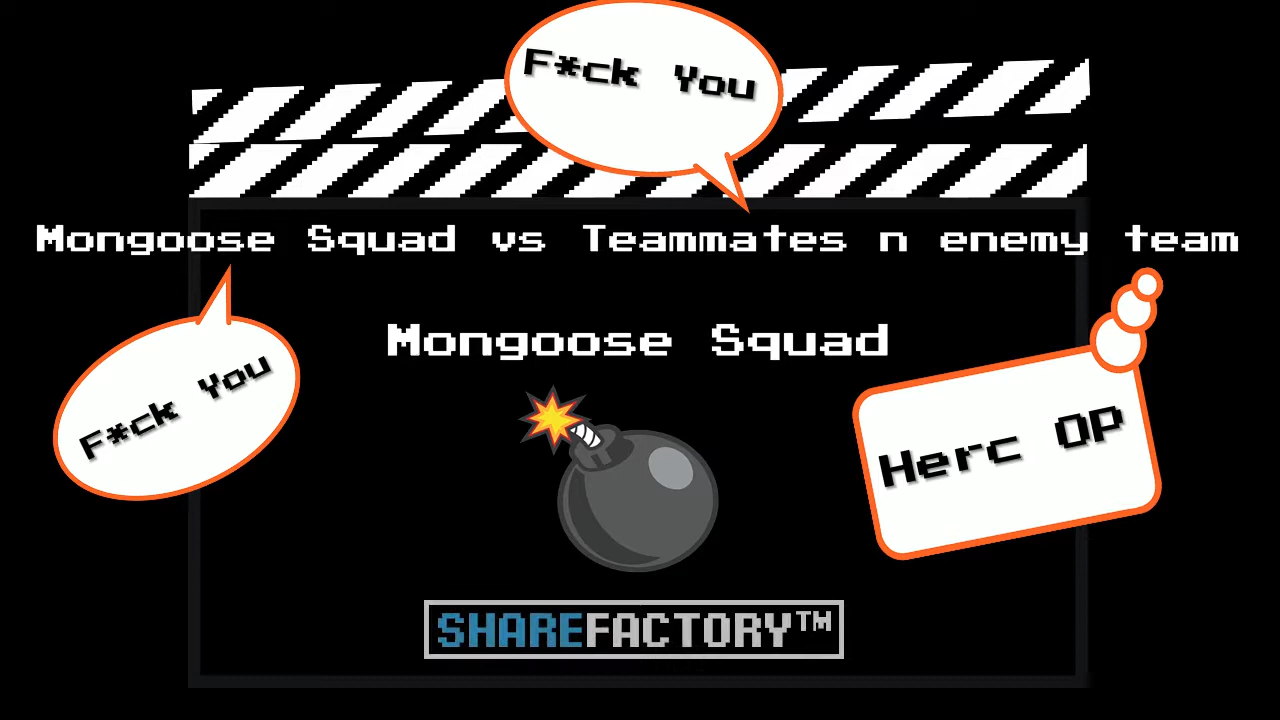 F*ck You
Mongoose Squad vs Teammates n enemy team
Mongoose Squad
F*ck You
Herc OP
SHAREFACTORY™